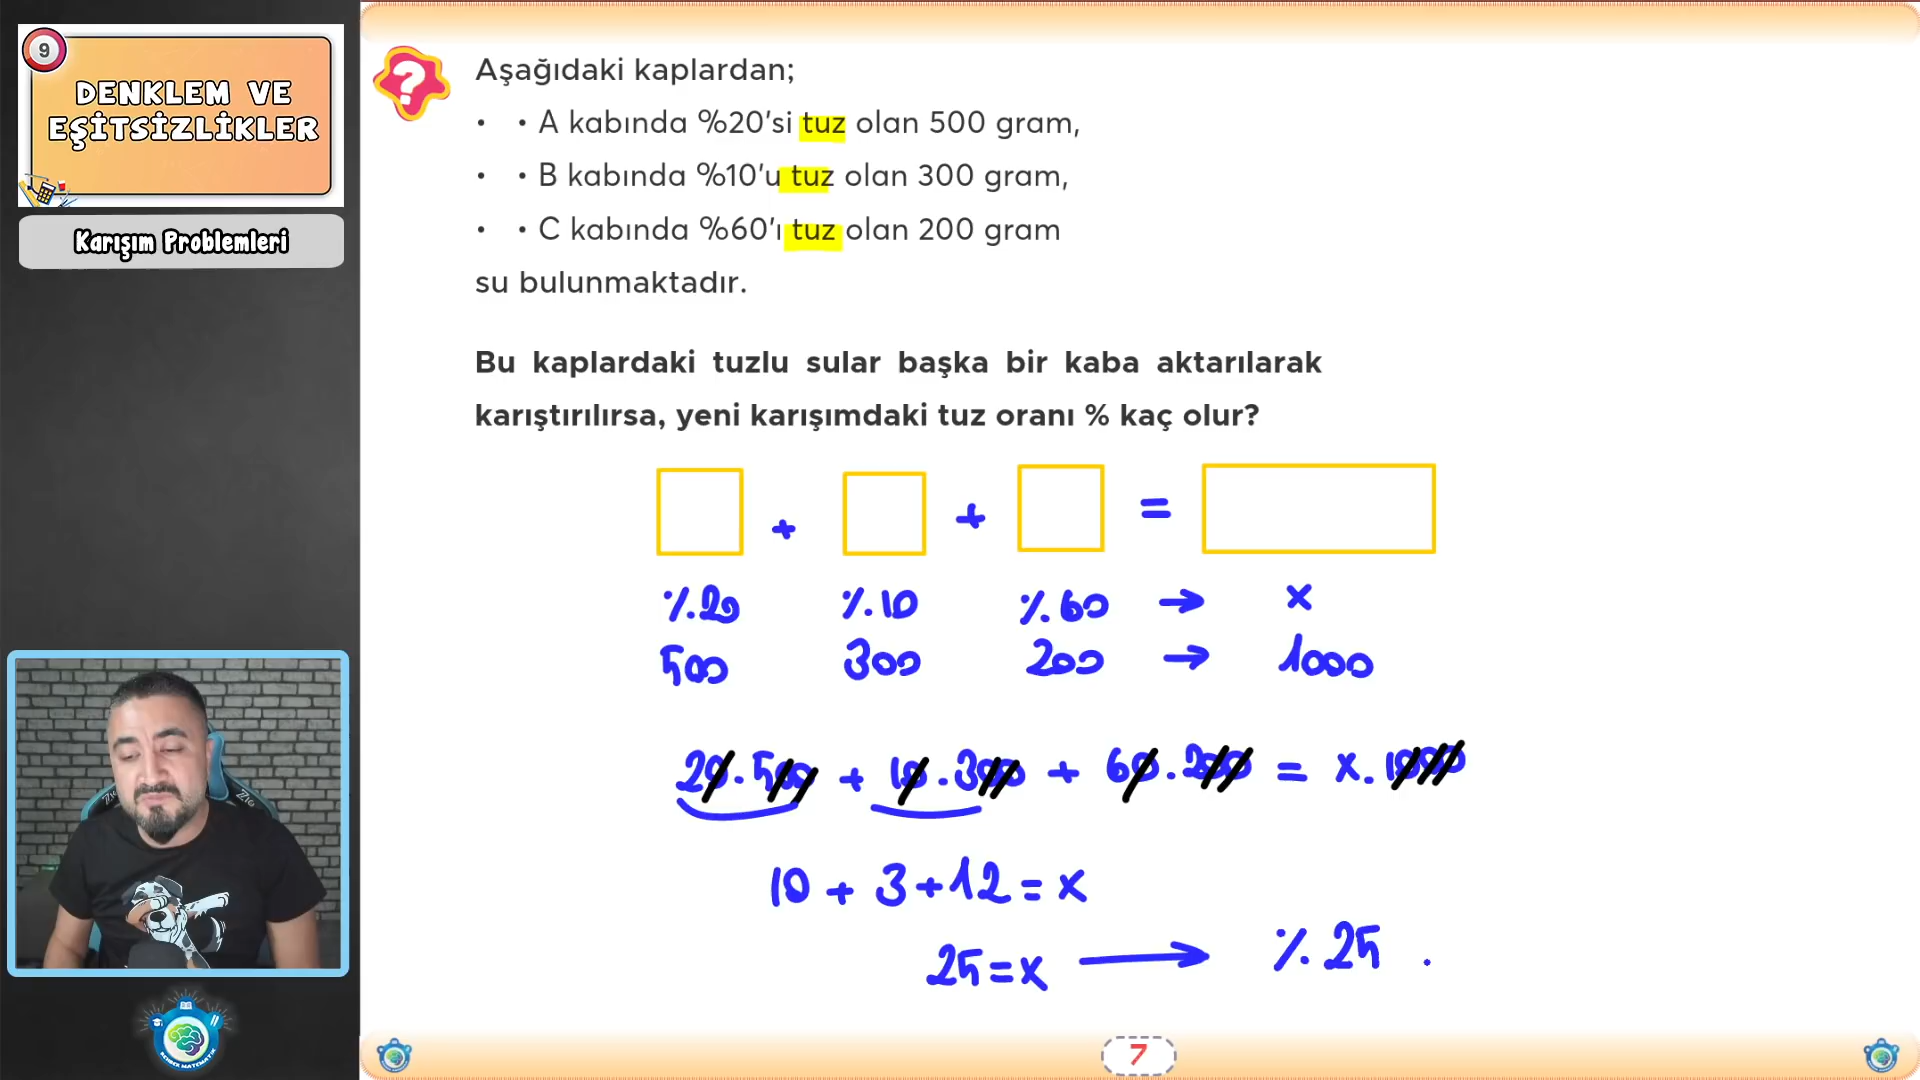 9
DENKLEM VE
EŞİTSİZLİKLER
Karışım Problemleri
Aşağıdaki kaplardan;
• • A kabında %20'si tuz olan 500 gram,
• • B kabında %10'u tuz olan 300 gram,
• • C kabında %60'ı tuz olan 200 gram
su bulunmaktadır.
Bu kaplardaki tuzlu sular başka bir kaba aktarılarak
karıştırılırsa, yeni karışımdaki tuz oranı % kaç olur?
+ + =
%20 %10 %60 → x
500 300 200 → 1000
20.500 + 10.300 + 60.200 = x.1000
10 + 3 + 12 = x
25 = x → %25
7